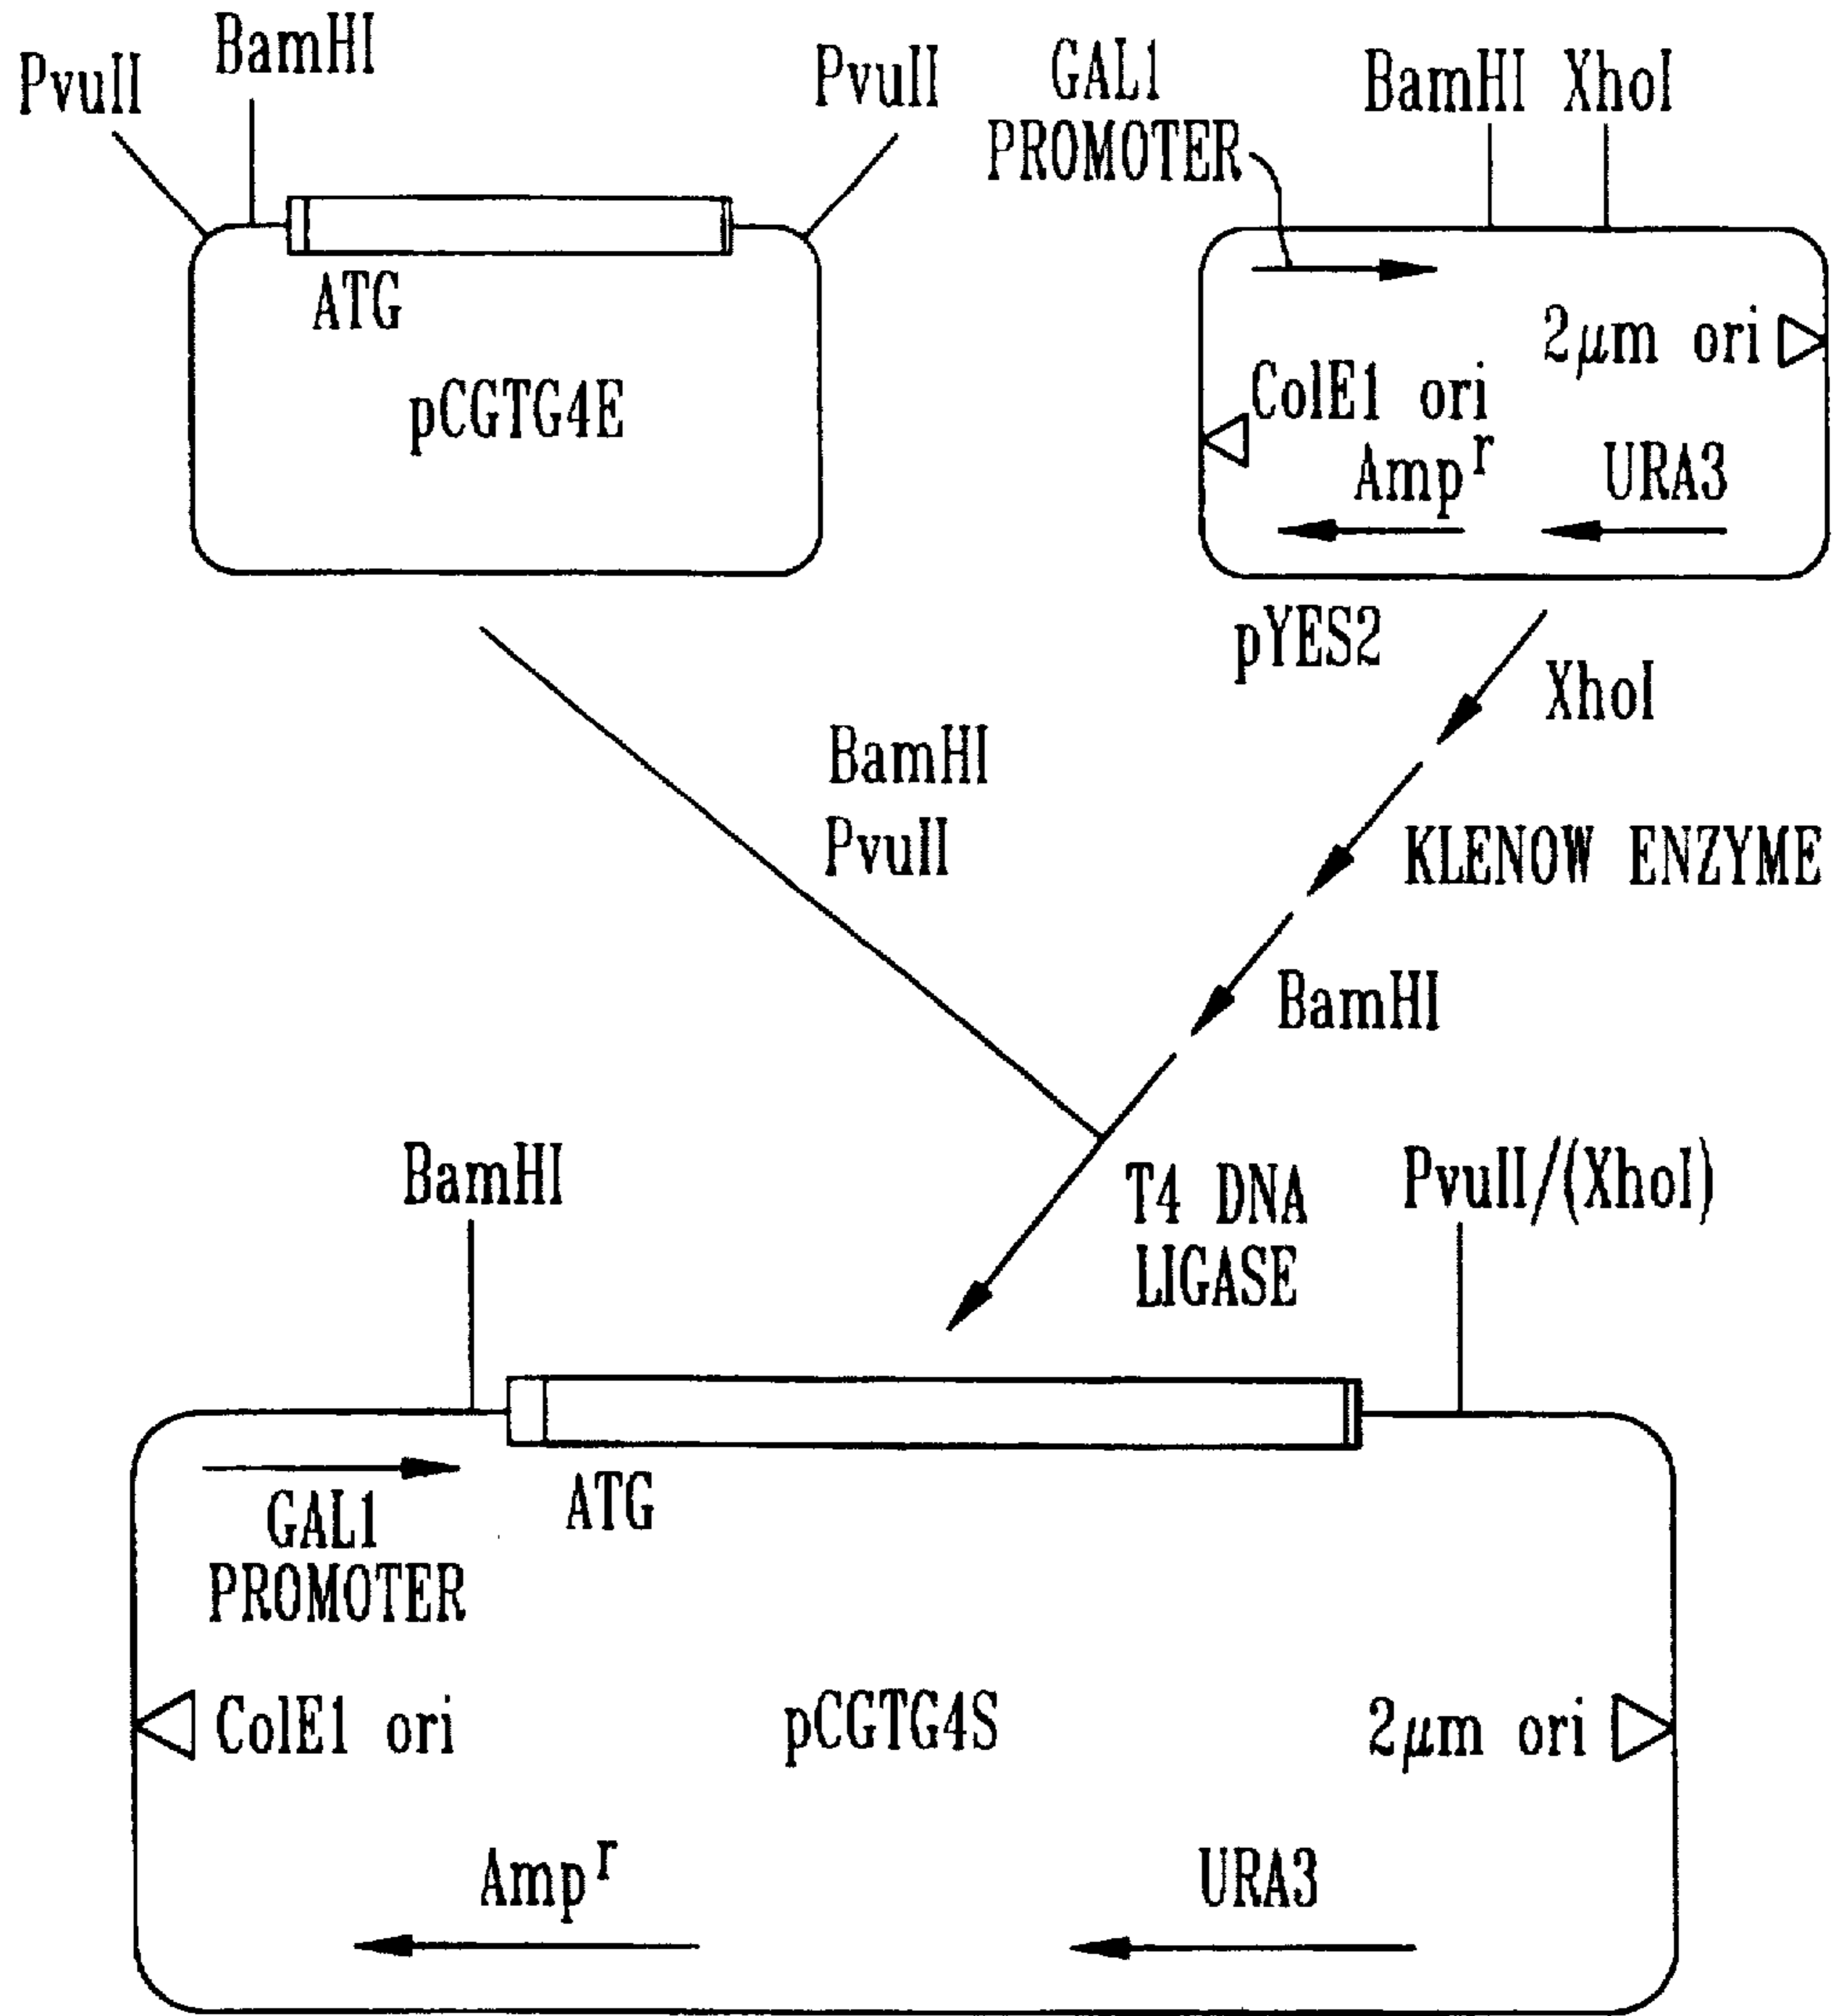 PvuII
BamHI
PvuII
ATG
pCGTG4E
GAL1
PROMOTER
BamHI XhoI
2μm ori
ColE1 ori
Amp^r
URA3
pYES2
XhoI
KLENOW ENZYME
BamHI
BamHI
PvuII
T4 DNA
LIGASE
BamHI
PvuII/(XhoI)
ATG
GAL1
PROMOTER
ColE1 ori
pCGTG4S
2μm ori
Amp^r
URA3